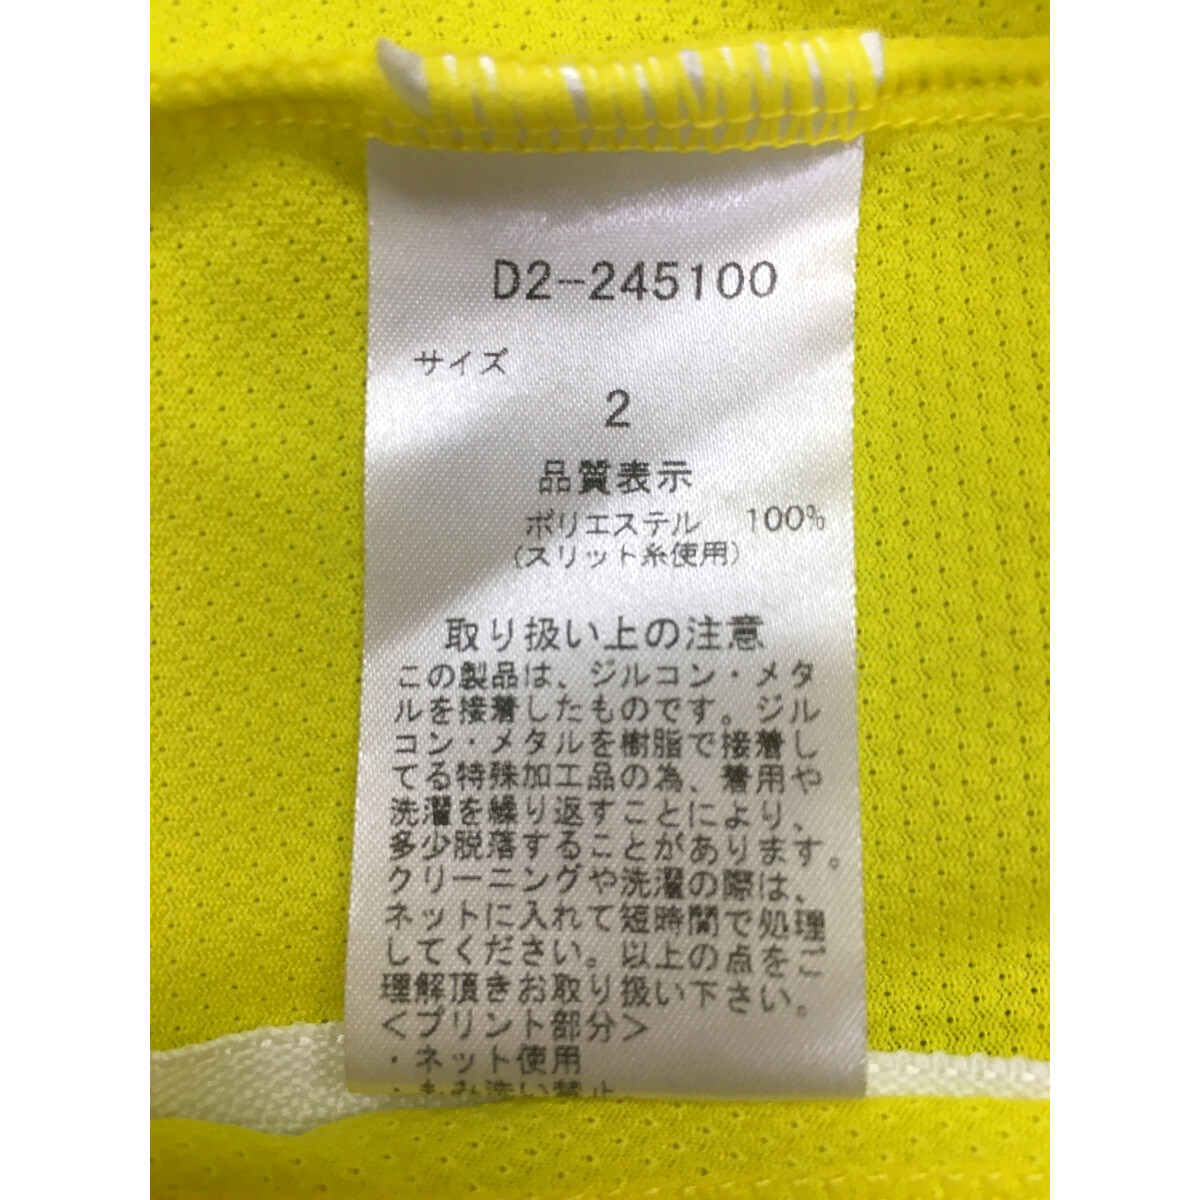 D2-245100
サイズ
2
品質表示
ポリエステル 100%
(スリット糸使用)
取り扱い上の注意
この製品は、ジルコン・メタ
ルを接着したものです。ジル
コン・メタルを樹脂で接着し
てる特殊加工品の為、着用や
洗濯を繰り返すことにより、
多少脱落することがあります。
クリーニングや洗濯の際は、
ネットに入れて短時間で処理
してください。以上の点をご
理解頂きお取り扱い下さい。
<プリント部分>
・ネット使用
・もみ洗い禁止